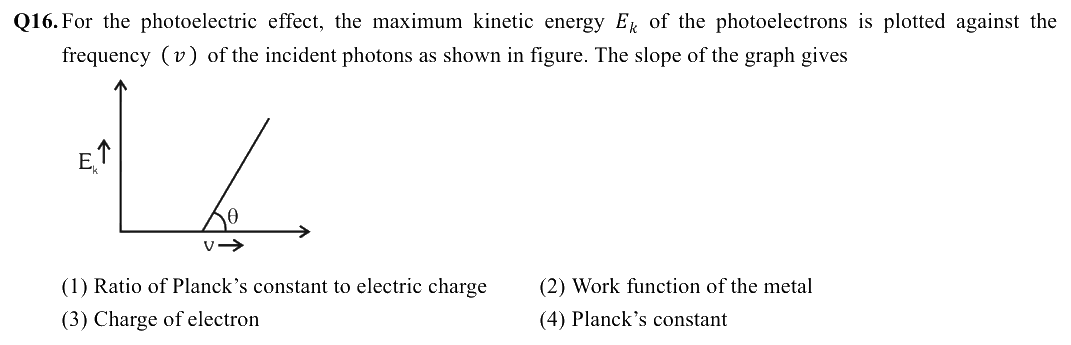 Q16. For the photoelectric effect, the maximum kinetic energy Eₖ of the photoelectrons is plotted against the
frequency (v) of the incident photons as shown in figure. The slope of the graph gives
Eₖ↑
θ
v→
(1) Ratio of Planck's constant to electric charge (2) Work function of the metal
(3) Charge of electron (4) Planck's constant